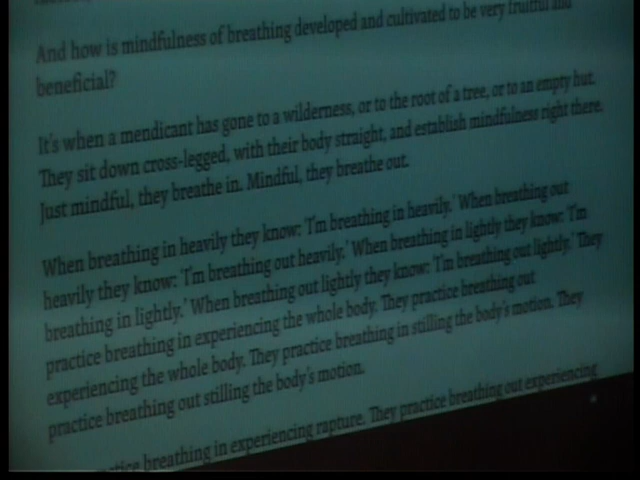 And how is mindfulness of breathing developed and cultivated to be very fruitful and
beneficial?
It's when a mendicant has gone to a wilderness, or to the root of a tree, or to an empty hut.
They sit down cross-legged, with their body straight, and establish mindfulness right there.
Just mindful, they breathe in. Mindful, they breathe out.
When breathing in heavily they know: 'I'm breathing in heavily.' When breathing out
heavily they know: 'I'm breathing out heavily.' When breathing in lightly they know: 'I'm
breathing in lightly.' When breathing out lightly they know: 'I'm breathing out lightly.' They
practice breathing in experiencing the whole body. They practice breathing out
experiencing the whole body. They practice breathing in stilling the body's motion. They
practice breathing out stilling the body's motion.
breathing in experiencing rapture. They practice breathing out experiencing